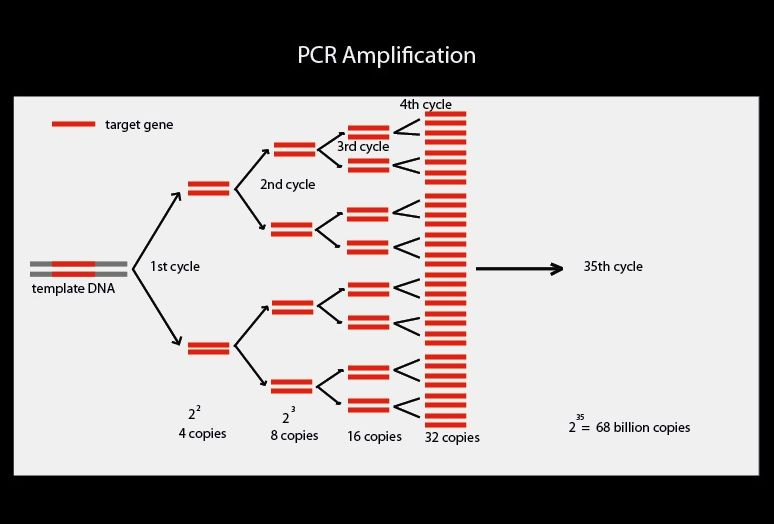 PCR Amplification
4th cycle
target gene
3rd cycle
2nd cycle
1st cycle
35th cycle
template DNA
2² 2³
4 copies 8 copies 16 copies 32 copies
2³⁵= 68 billion copies